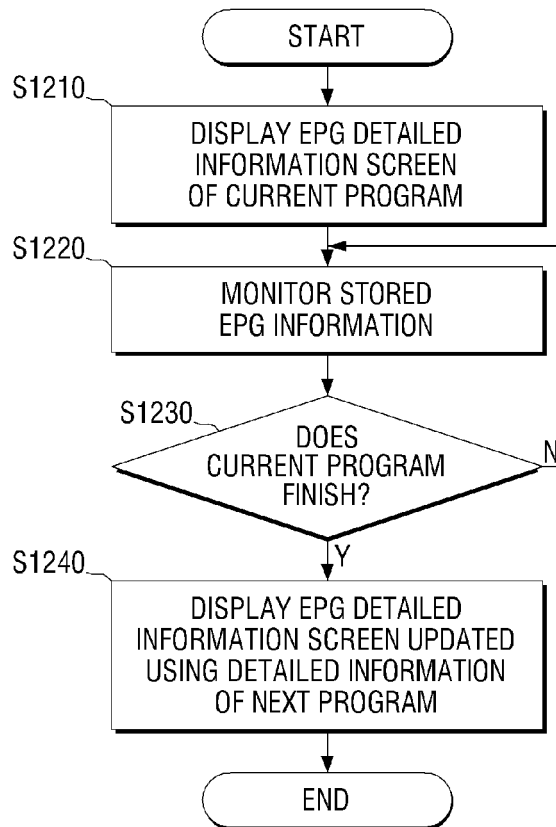 START
S1210
DISPLAY EPG DETAILED
INFORMATION SCREEN
OF CURRENT PROGRAM
S1220
MONITOR STORED
EPG INFORMATION
S1230
DOES
CURRENT PROGRAM
FINISH?
N
Y
S1240
DISPLAY EPG DETAILED
INFORMATION SCREEN UPDATED
USING DETAILED INFORMATION
OF NEXT PROGRAM
END